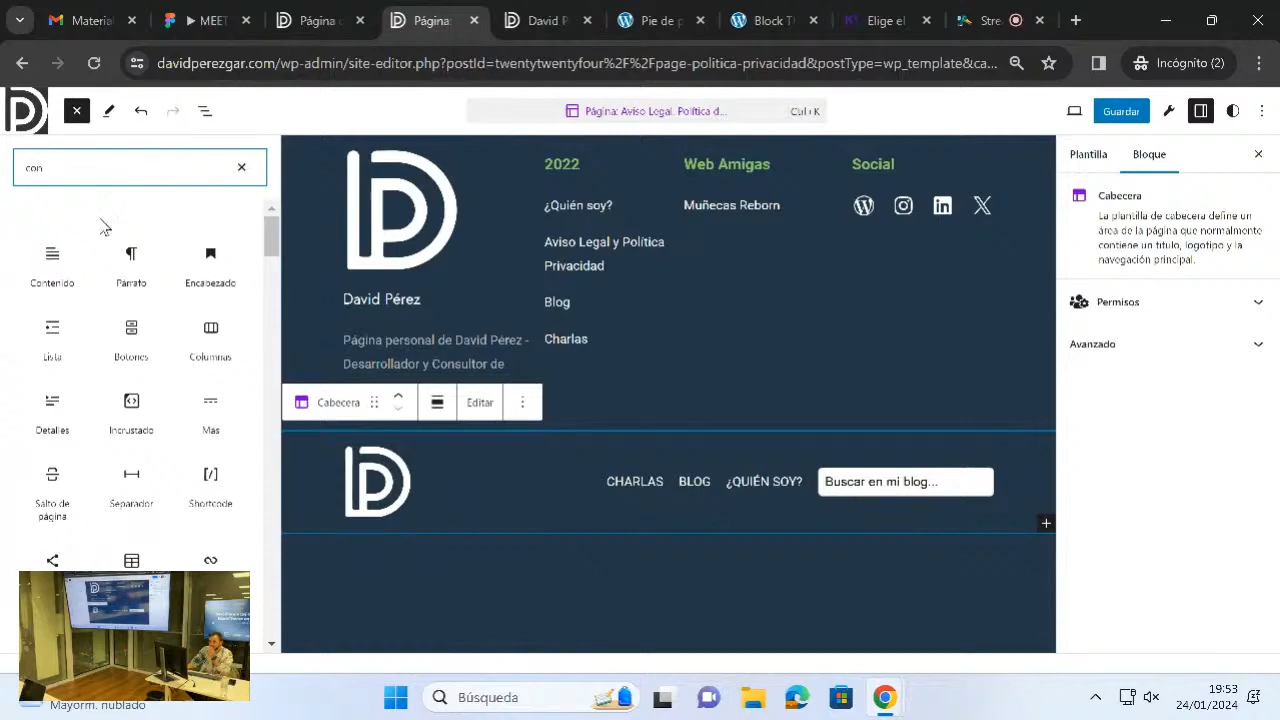 Material
MEET
Página c
Página:
David P
Pie de p
Block T
Elige el
Stre
davidperezgar.com/wp-admin/site-editor.php?postId=twentytwentyfour%2F%2Fpage-politica-privacidad&postType=wp_template&ca...
Incógnito (2)
Página: Aviso Legal, Política d...
Ctrl+K
Guardar
con
Contenido
Párrafo
Encabezado
Lista
Botones
Columnas
Detalles
Incrustado
Más
Salto de
página
Separador
Shortcode
David Pérez
Página personal de David Pérez -
Desarrollador y Consultor de
2022
¿Quién soy?
Aviso Legal y Política
Privacidad
Blog
Charlas
Web Amigas
Muñecas Reborn
Social
Cabecera
Editar
CHARLAS
BLOG
¿QUIÉN SOY?
Buscar en mi blog...
Plantilla
Bloque
Cabecera
La plantilla de cabecera define un
área de la página que normalmente
contiene un título, logotipo y la
navegación principal.
Permisos
Avanzado
Mayorm. nublado
Búsqueda
19:53
24/01/2024